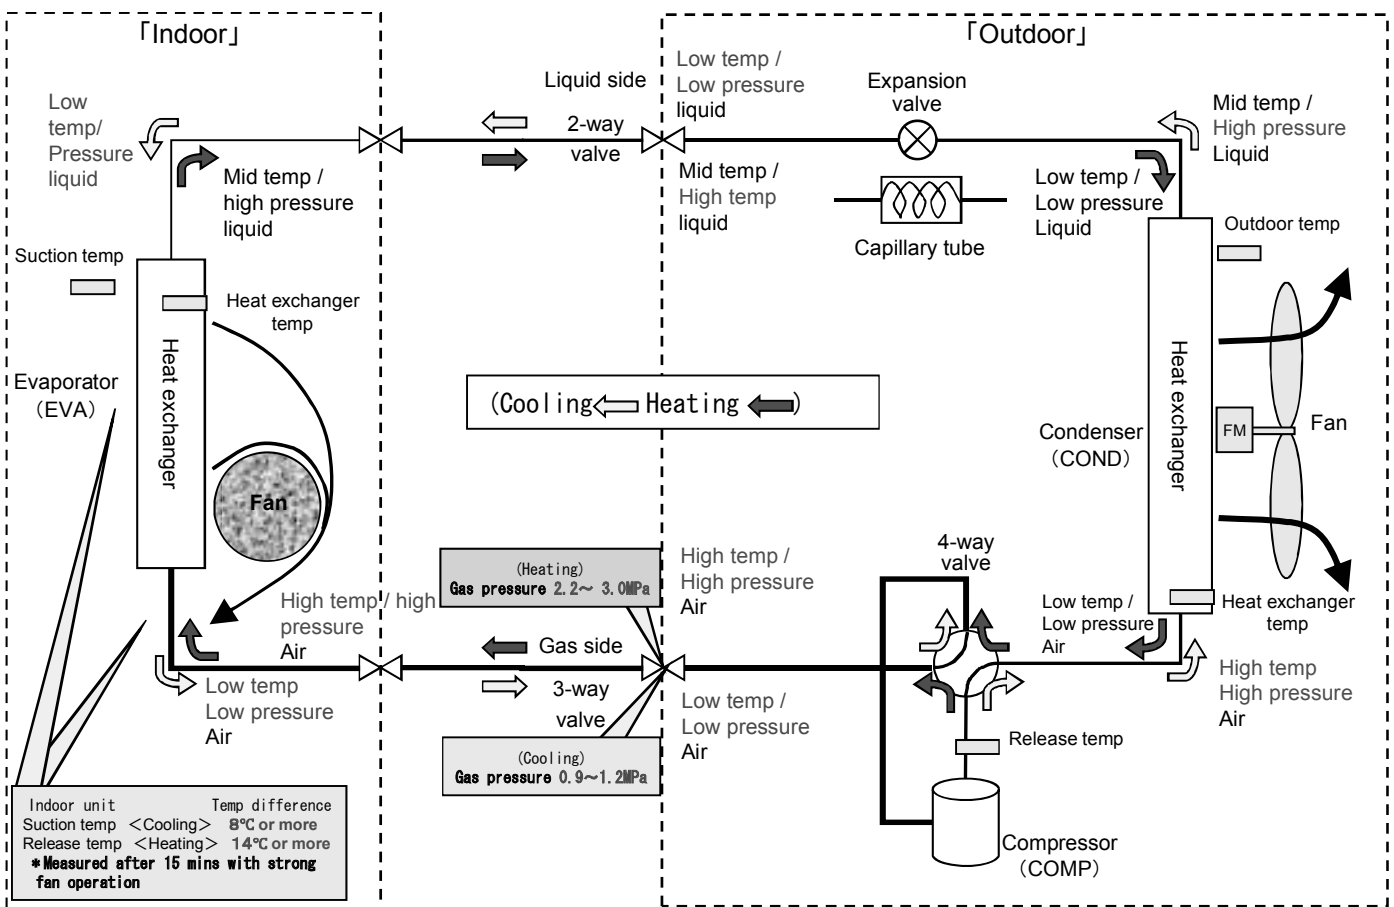 「Indoor」
「Outdoor」
Low
temp/
Pressure
liquid
Mid temp /
high pressure
liquid
Liquid side
2-way
valve
Low temp /
Low pressure
liquid
Mid temp /
High temp
liquid
Expansion
valve
Capillary tube
Mid temp /
High pressure
Liquid
Low temp /
Low pressure
Liquid
Outdoor temp
Suction temp
Heat exchanger
temp
Heat exchanger
Evaporator
（EVA）
Fan
(Cooling Heating )
Condenser
（COND）
Heat exchanger
FM
Fan
4-way
valve
(Heating)
Gas pressure 2.2～ 3.0MPa
High temp /
High pressure
Air
High temp / high
pressure
Air
Gas side
3-way
valve
Low temp
Low pressure
Air
Low temp /
Low pressure
Air
(Cooling)
Gas pressure 0.9～1.2MPa
Low temp /
Low pressure
Air
Heat exchanger
temp
High temp
High pressure
Air
Release temp
Compressor
（COMP）
Indoor unit Temp difference
Suction temp ＜Cooling＞ 8℃ or more
Release temp ＜Heating＞ 14℃ or more
*Measured after 15 mins with strong
fan operation